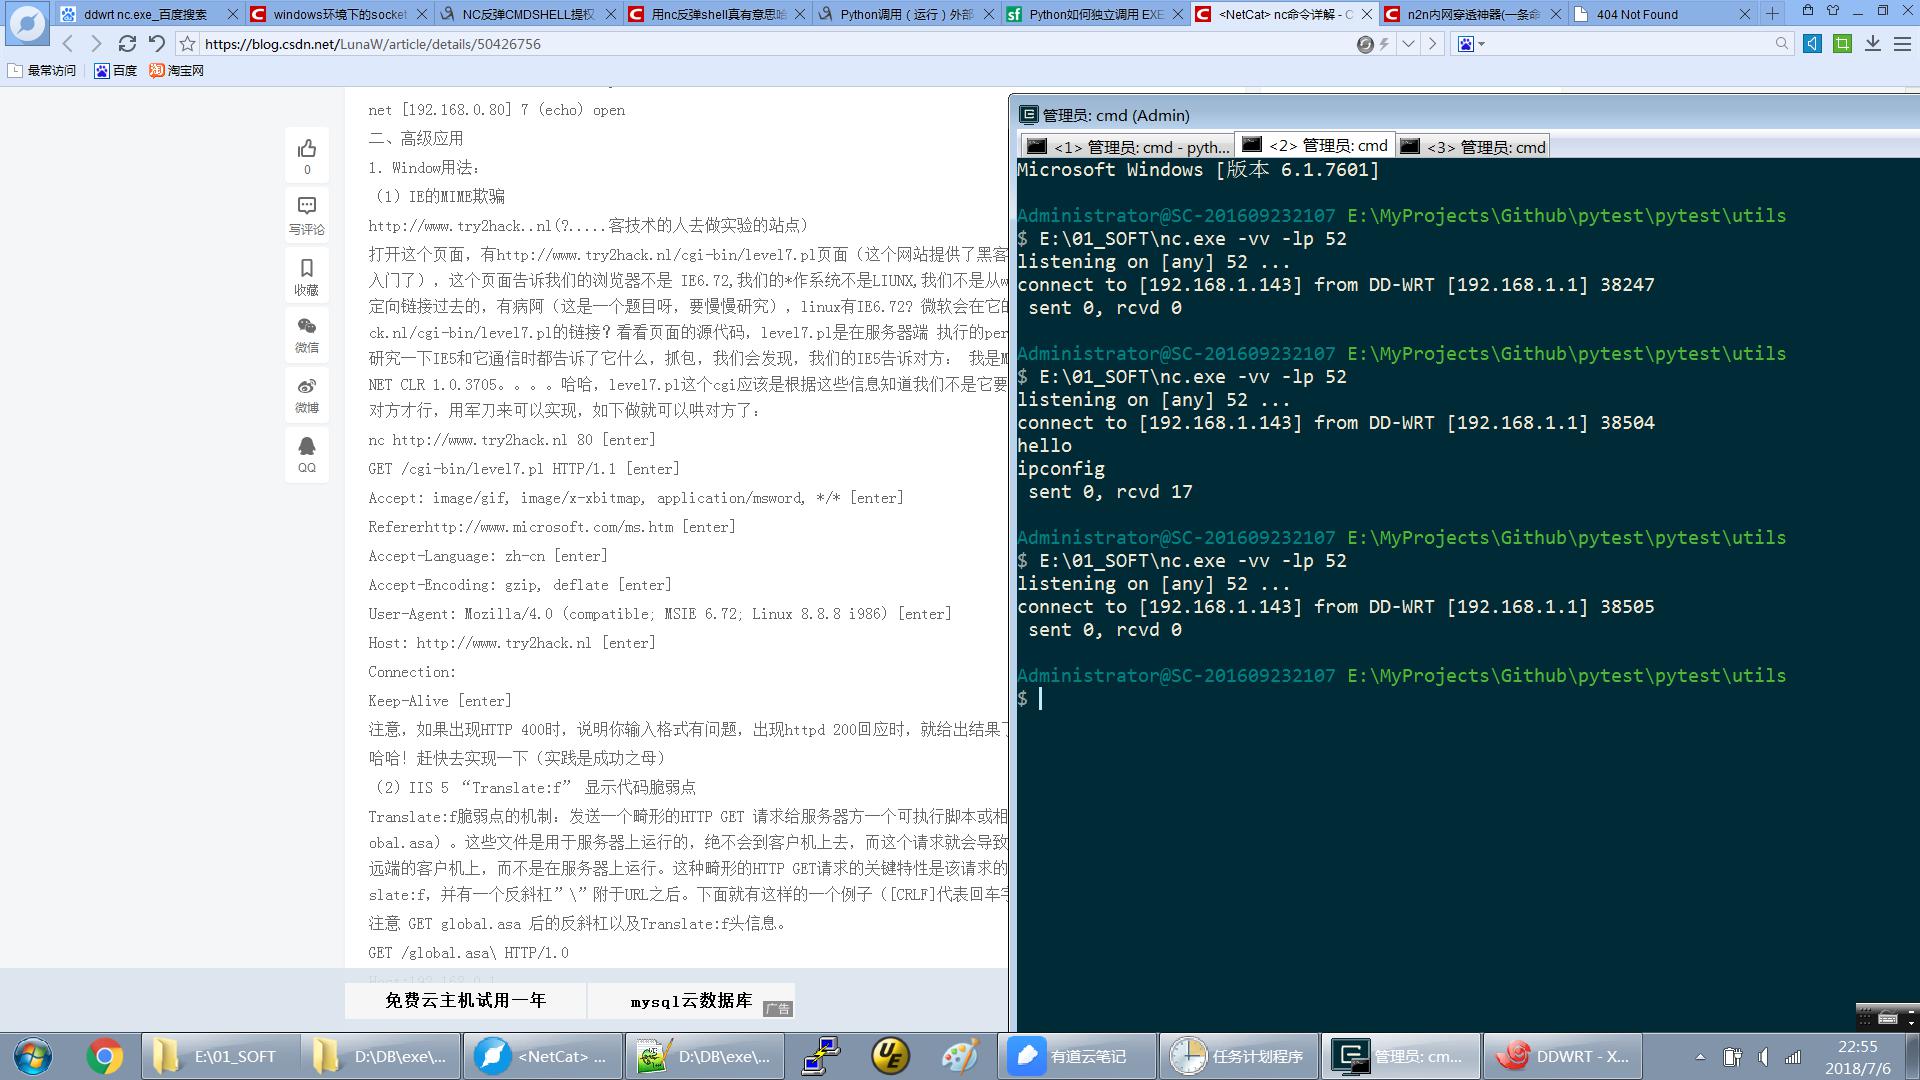 ddwrt nc.exe_百度搜索
windows环境下的socket
NC反弹CMDSHELL提权
用nc反弹shell真有意思哈
Python调用（运行）外部
Python如何独立调用 EXE
<NetCat> nc命令详解 - C
n2n内网穿透神器(一条命
404 Not Found
https://blog.csdn.net/LunaW/article/details/50426756
最常访问
百度
淘宝网
0
写评论
收藏
微信
微博
QQ
net [192.168.0.80] 7 (echo) open
二、高级应用
1. Window用法：
（1）IE的MIME欺骗
http://www.try2hack..nl(?.....客技术的人去做实验的站点）
打开这个页面，有http://www.try2hack.nl/cgi-bin/level7.pl页面（这个网站提供了黑客
入门了），这个页面告诉我们的浏览器不是 IE6.72,我们的*作系统不是LIUNX,我们不是从w
定向链接过去的，有病阿（这是一个题目呀，要慢慢研究），linux有IE6.72？微软会在它的
ck.nl/cgi-bin/level7.pl的链接？看看页面的源代码，level7.pl是在服务器端 执行的per
研究一下IE5和它通信时都告诉了它什么，抓包，我们会发现，我们的IE5告诉对方： 我是M
NET CLR 1.0.3705。。。。哈哈，level7.pl这个cgi应该是根据这些信息知道我们不是它要
对方才行，用军刀来可以实现，如下做就可以哄对方了：
nc http://www.try2hack.nl 80 [enter]
GET /cgi-bin/level7.pl HTTP/1.1 [enter]
Accept: image/gif, image/x-xbitmap, application/msword, */* [enter]
Refererhttp://www.microsoft.com/ms.htm [enter]
Accept-Language: zh-cn [enter]
Accept-Encoding: gzip, deflate [enter]
User-Agent: Mozilla/4.0 (compatible; MSIE 6.72; Linux 8.8.8 i986) [enter]
Host: http://www.try2hack.nl [enter]
Connection:
Keep-Alive [enter]
注意，如果出现HTTP 400时，说明你输入格式有问题，出现httpd 200回应时，就给出结果了
哈哈！赶快去实现一下（实践是成功之母）
（2）IIS 5 “Translate:f” 显示代码脆弱点
Translate:f脆弱点的机制：发送一个畸形的HTTP GET 请求给服务器方一个可执行脚本或相
obal.asa）。这些文件是用于服务器上运行的，绝不会到客户机上去，而这个请求就会导致
远端的客户机上，而不是在服务器上运行。这种畸形的HTTP GET请求的关键特性是该请求的
slate:f，并有一个反斜杠”\”附于URL之后。下面就有这样的一个例子（[CRLF]代表回车字
注意 GET global.asa 后的反斜杠以及Translate:f头信息。
GET /global.asa\ HTTP/1.0
免费云主机试用一年
mysql云数据库
广告
管理员: cmd (Admin)
<1> 管理员: cmd - pyth...
<2> 管理员: cmd
<3> 管理员: cmd
Microsoft Windows [版本 6.1.7601]
Administrator@SC-201609232107 E:\MyProjects\Github\pytest\pytest\utils
$ E:\01_SOFT\nc.exe -vv -lp 52
listening on [any] 52 ...
connect to [192.168.1.143] from DD-WRT [192.168.1.1] 38247
sent 0, rcvd 0
Administrator@SC-201609232107 E:\MyProjects\Github\pytest\pytest\utils
$ E:\01_SOFT\nc.exe -vv -lp 52
listening on [any] 52 ...
connect to [192.168.1.143] from DD-WRT [192.168.1.1] 38504
hello
ipconfig
sent 0, rcvd 17
Administrator@SC-201609232107 E:\MyProjects\Github\pytest\pytest\utils
$ E:\01_SOFT\nc.exe -vv -lp 52
listening on [any] 52 ...
connect to [192.168.1.143] from DD-WRT [192.168.1.1] 38505
sent 0, rcvd 0
Administrator@SC-201609232107 E:\MyProjects\Github\pytest\pytest\utils
$
E:\01_SOFT
D:\DB\exe\...
<NetCat> ...
D:\DB\exe\...
有道云笔记
任务计划程序
管理员: cm...
DDWRT - X...
22:55
2018/7/6